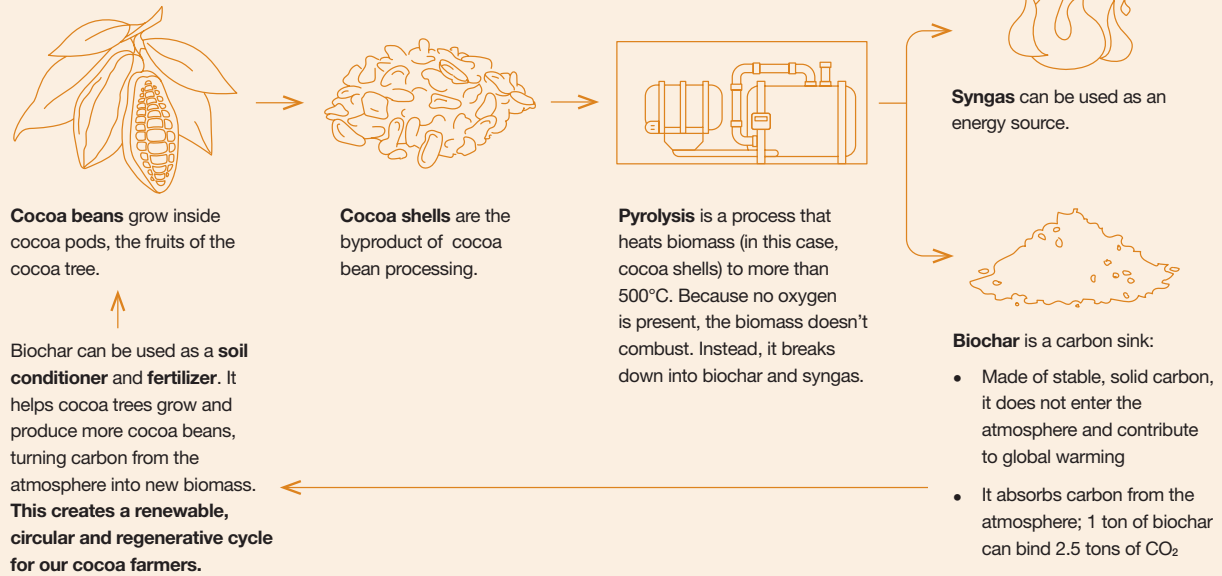 Cocoa beans grow inside
cocoa pods, the fruits of the
cocoa tree.
Cocoa shells are the
byproduct of cocoa
bean processing.
Pyrolysis is a process that
heats biomass (in this case,
cocoa shells) to more than
500°C. Because no oxygen
is present, the biomass doesn't
combust. Instead, it breaks
down into biochar and syngas.
Syngas can be used as an
energy source.
Biochar is a carbon sink:
• Made of stable, solid carbon,
it does not enter the
atmosphere and contribute
to global warming
• It absorbs carbon from the
atmosphere; 1 ton of biochar
can bind 2.5 tons of CO₂
Biochar can be used as a soil
conditioner and fertilizer. It
helps cocoa trees grow and
produce more cocoa beans,
turning carbon from the
atmosphere into new biomass.
This creates a renewable,
circular and regenerative cycle
for our cocoa farmers.